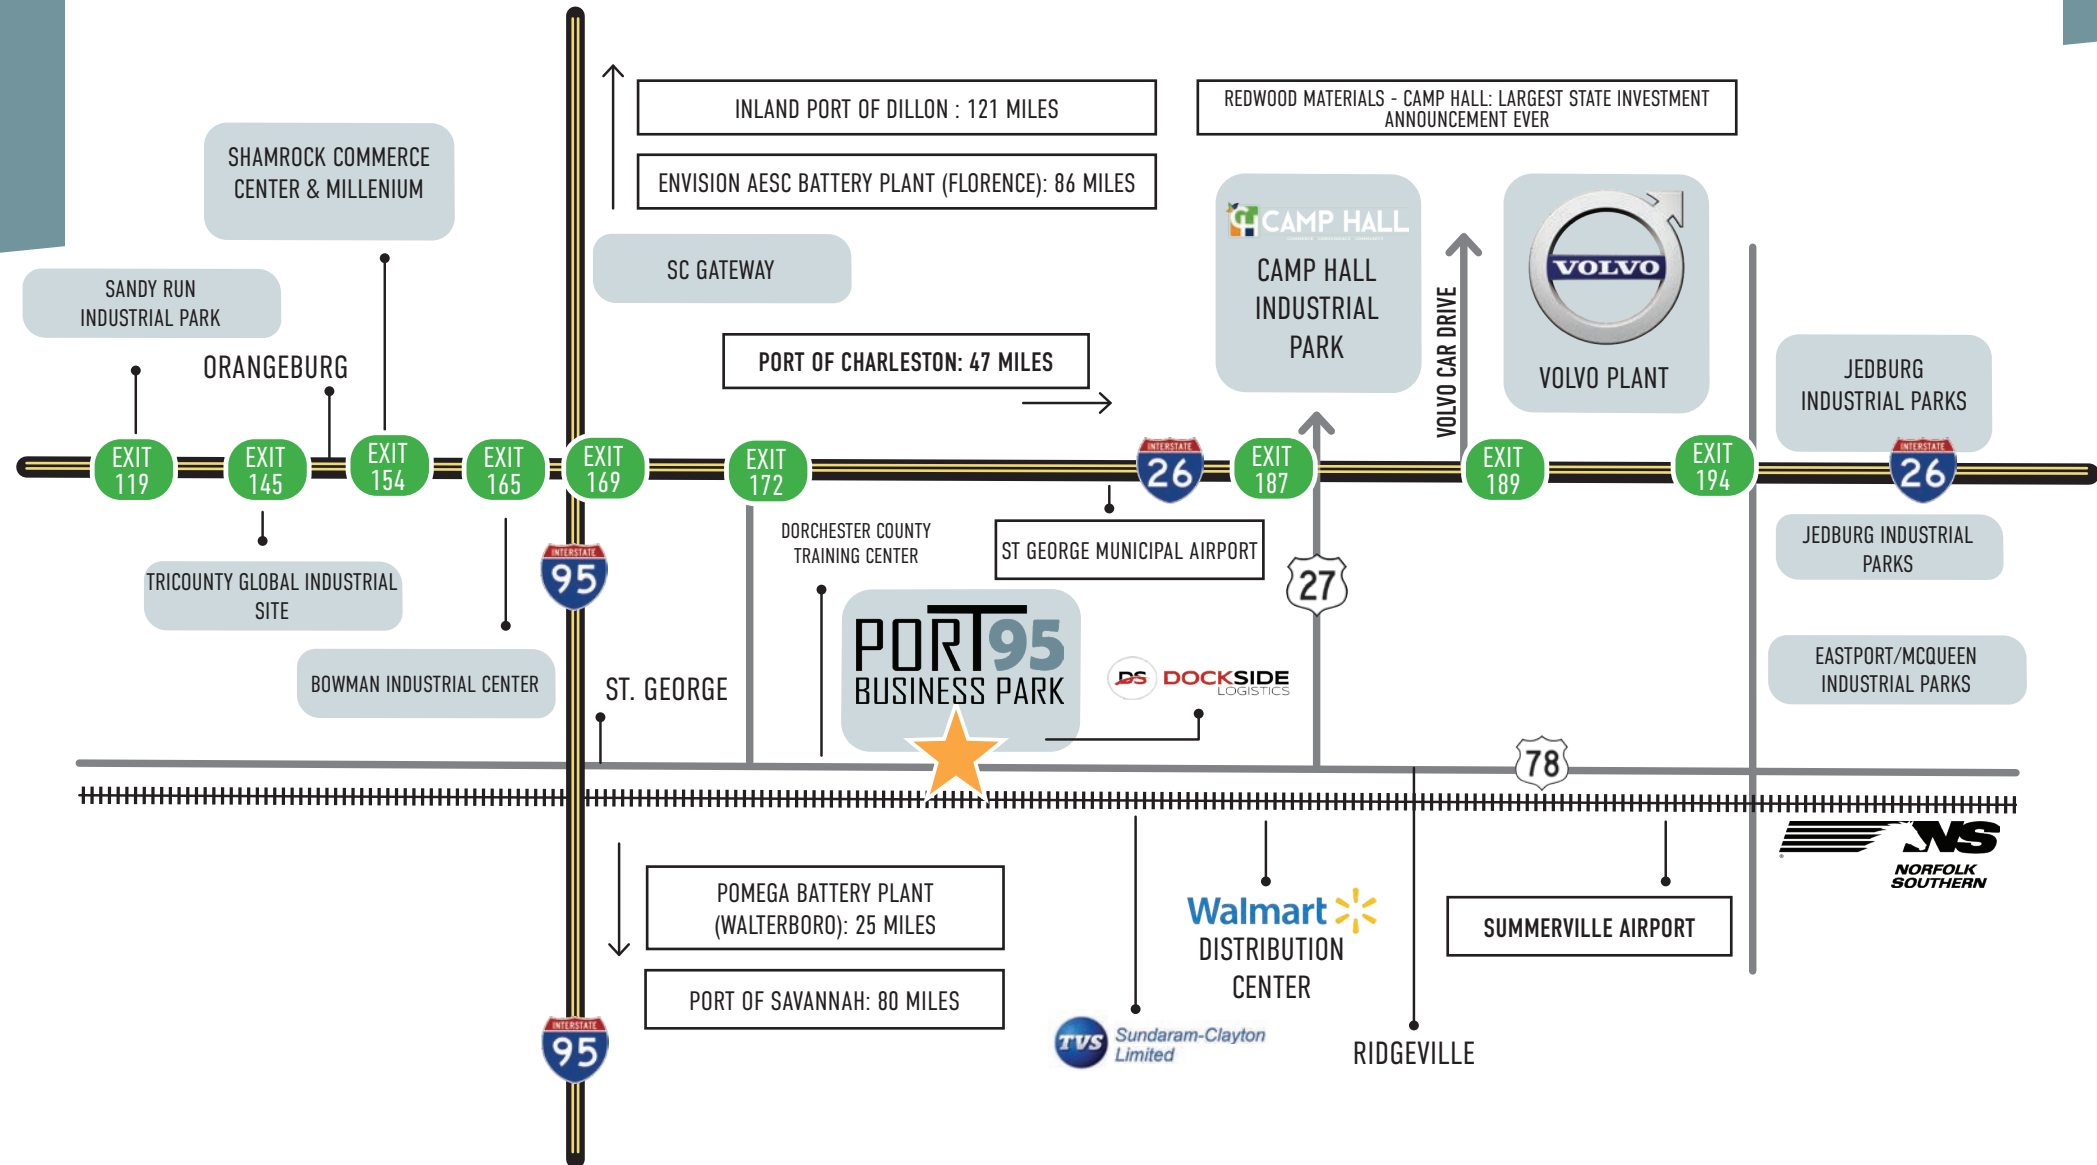 INLAND PORT OF DILLON : 121 MILES
ENVISION AESC BATTERY PLANT (FLORENCE): 86 MILES
REDWOOD MATERIALS - CAMP HALL: LARGEST STATE INVESTMENT
ANNOUNCEMENT EVER
SHAMROCK COMMERCE
CENTER & MILLENIUM
SANDY RUN
INDUSTRIAL PARK
ORANGEBURG
SC GATEWAY
PORT OF CHARLESTON: 47 MILES
CH CAMP HALL
CAMP HALL
INDUSTRIAL
PARK
VOLVO CAR DRIVE
VOLVO
VOLVO PLANT
JEDBURG
INDUSTRIAL PARKS
EXIT
119
EXIT
145
EXIT
154
EXIT
165
EXIT
169
EXIT
172
INTERSTATE
26
EXIT
187
EXIT
189
EXIT
194
INTERSTATE
26
INTERSTATE
95
TRICOUNTY GLOBAL INDUSTRIAL
SITE
BOWMAN INDUSTRIAL CENTER
ST. GEORGE
DORCHESTER COUNTY
TRAINING CENTER
ST GEORGE MUNICIPAL AIRPORT
27
JEDBURG INDUSTRIAL
PARKS
EASTPORT/MCQUEEN
INDUSTRIAL PARKS
PORT95
BUSINESS PARK
DS DOCKSIDE
LOGISTICS
78
NS
NORFOLK
SOUTHERN
POMEGA BATTERY PLANT
(WALTERBORO): 25 MILES
PORT OF SAVANNAH: 80 MILES
INTERSTATE
95
Walmart
DISTRIBUTION
CENTER
TVS Sundaram-Clayton
Limited
RIDGEVILLE
SUMMERVILLE AIRPORT